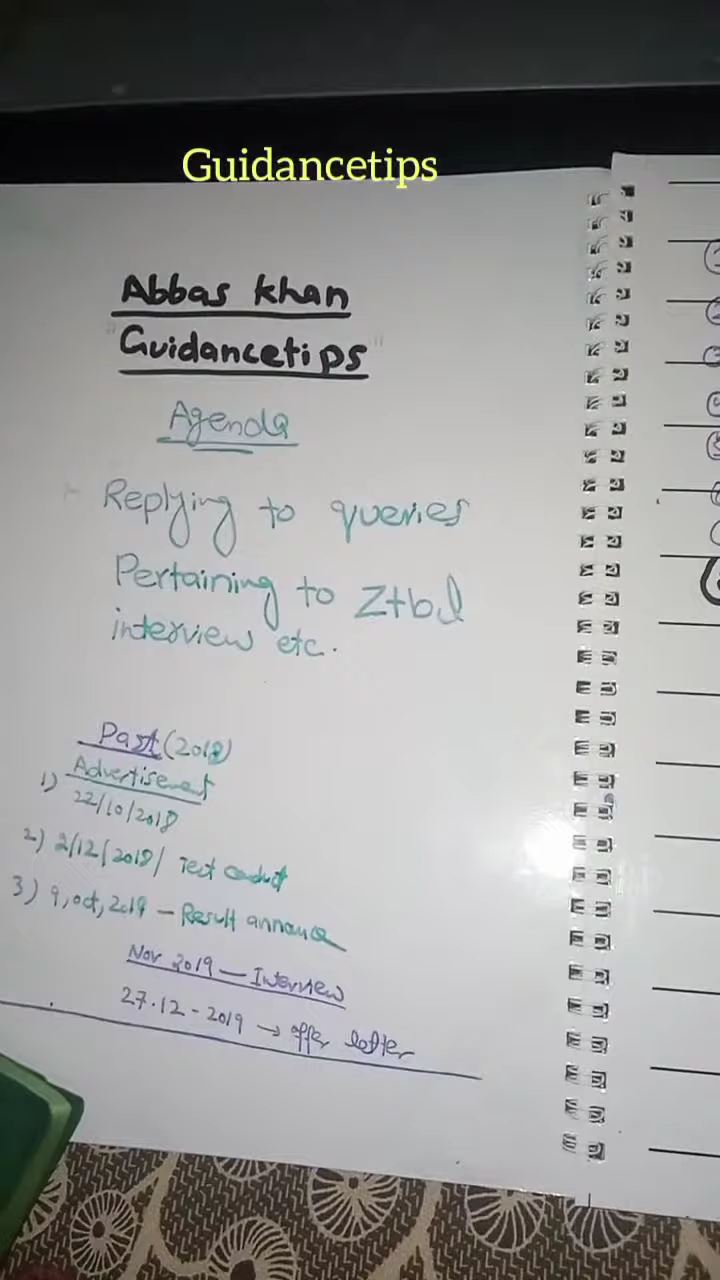 Guidancetips
Abbas khan
"Guidancetips"
Agenda
Replying to queries
Pertaining to Ztbl
interview etc.
Past (2018)
1) Advertisement
22/10/2018
2) 2/12/2018/ Test conduct
3) 9, oct, 2019 - Result announce
Nov 2019 - Interview
27.12-2019 → offer letter